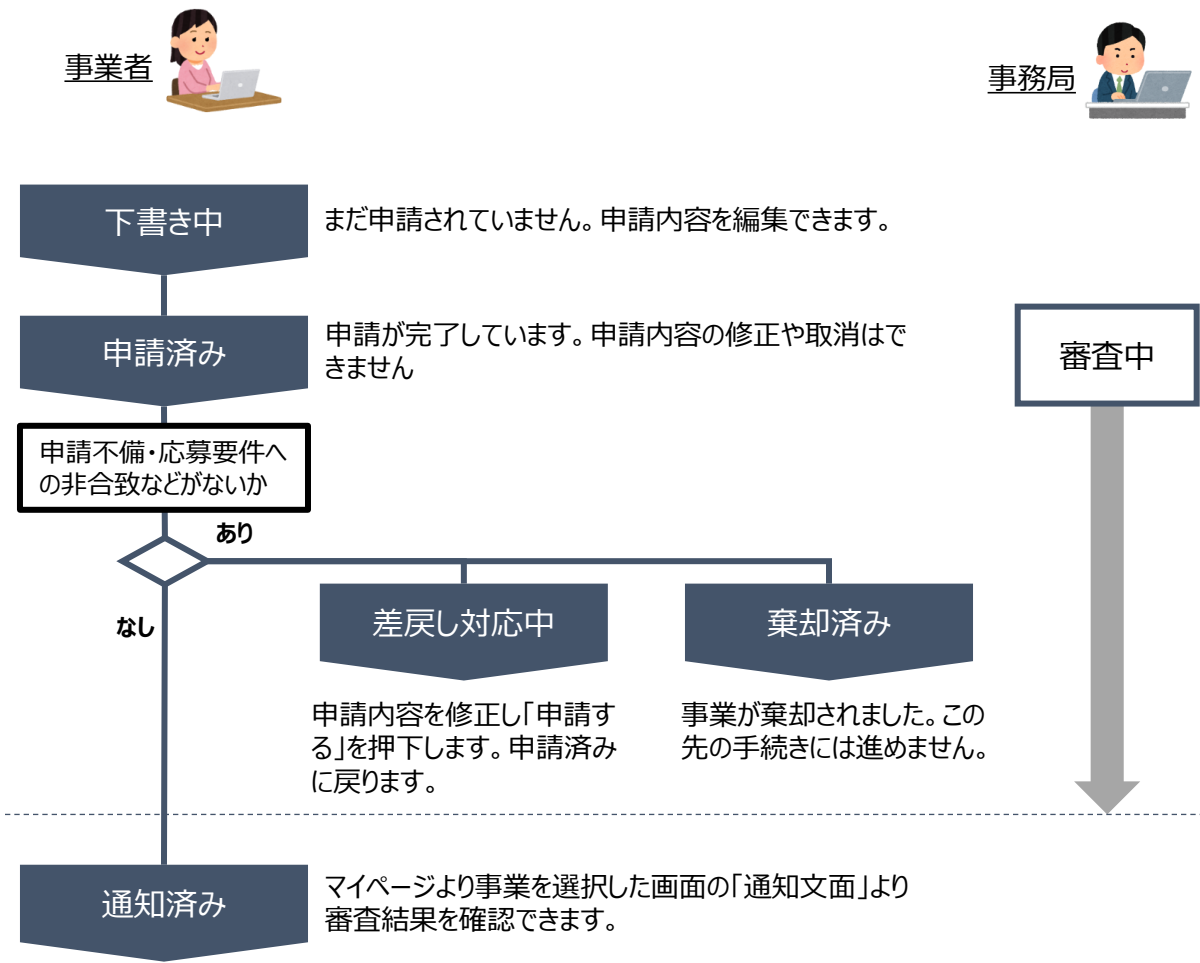 事業者
事務局
下書き中
まだ申請されていません。申請内容を編集できます。
申請済み
申請が完了しています。申請内容の修正や取消はで
きません
審査中
申請不備・応募要件へ
の非合致などがないか
あり
なし
差戻し対応中
棄却済み
申請内容を修正し「申請す
る」を押下します。申請済み
に戻ります。
事業が棄却されました。この
先の手続きには進めません。
通知済み
マイページより事業を選択した画面の「通知文面」より
審査結果を確認できます。